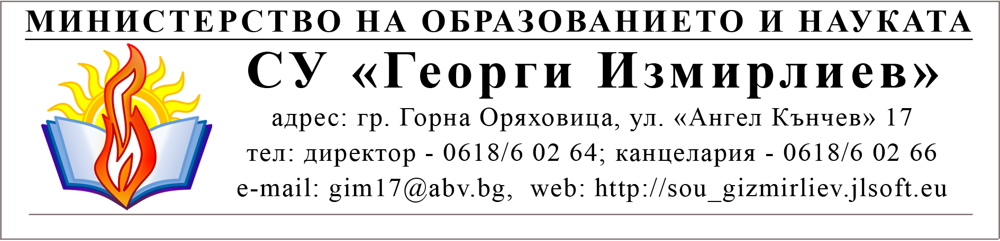 МИНИСТЕРСТВО НА ОБРАЗОВАНИЕТО И НАУКАТА
СУ «Георги Измирлиев»
адрес: гр. Горна Оряховица, ул. «Ангел Кънчев» 17
тел: директор - 0618/6 02 64; канцелария - 0618/6 02 66
e-mail: gim17@abv.bg, web: http://sou_gizmirliev.jlsoft.eu